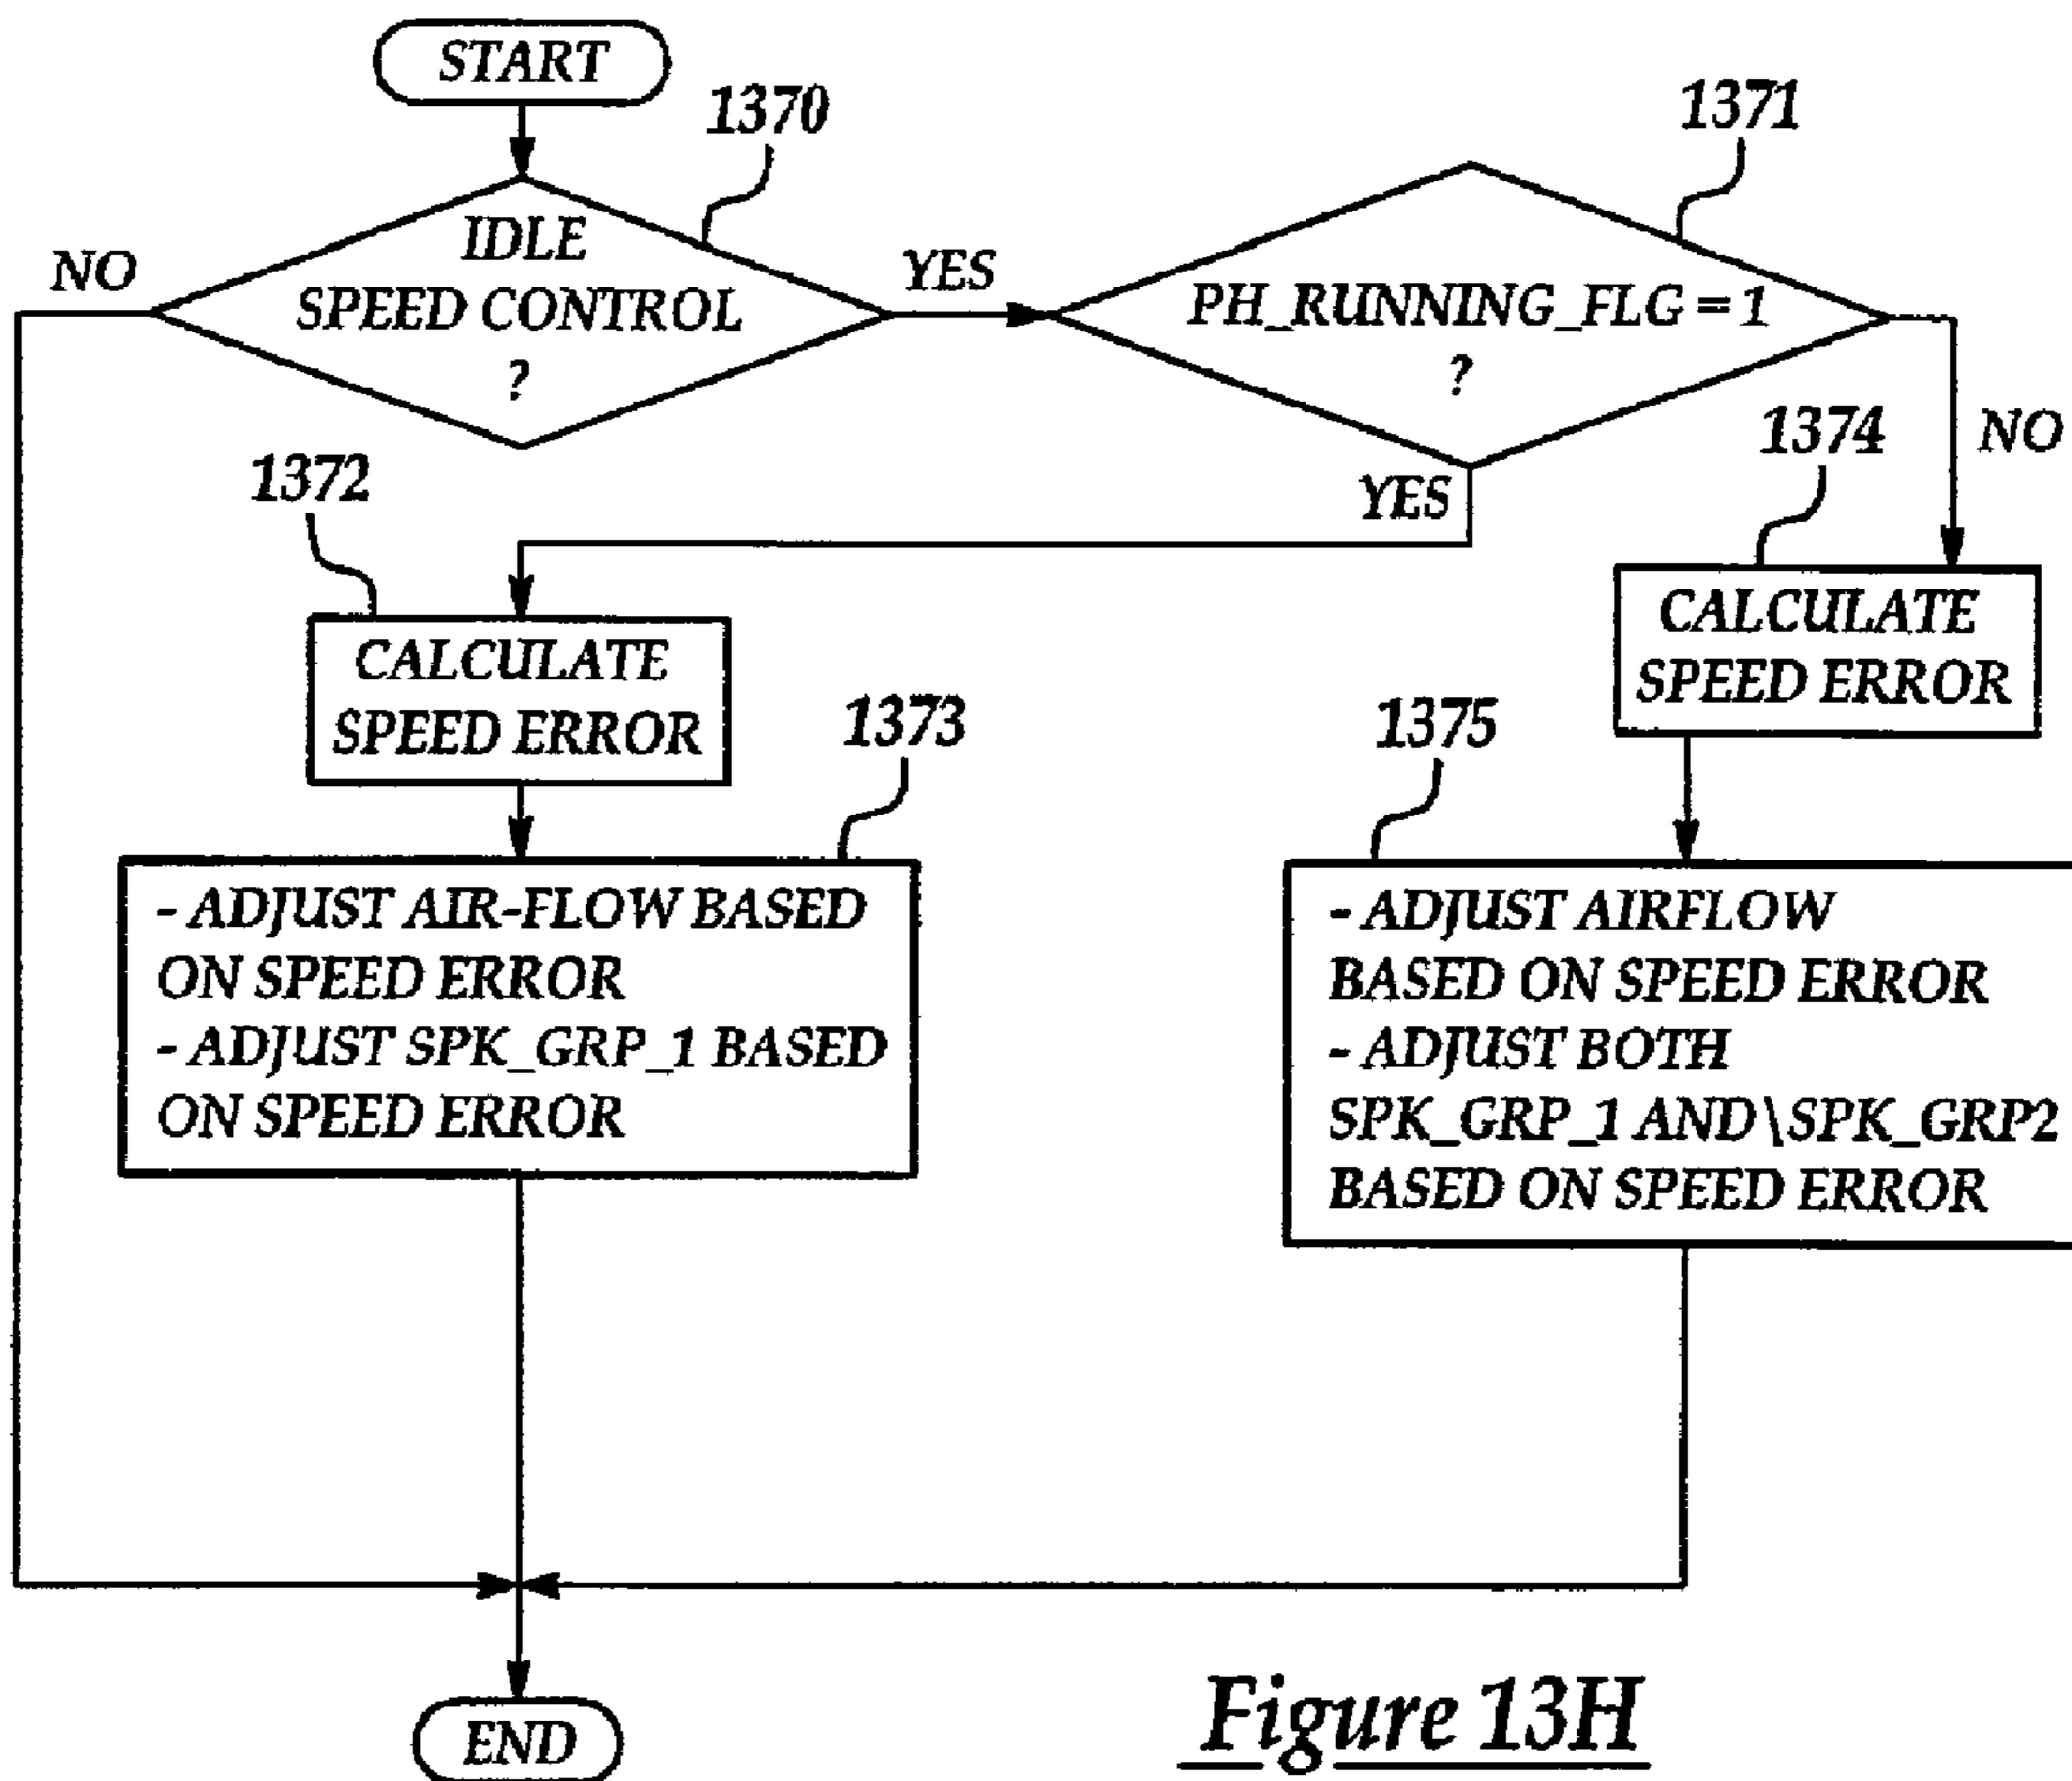 START
1370
1371
IDLE
SPEED CONTROL
?
NO
YES
PH_RUNNING_FLG = 1
?
1372
YES
1374
NO
CALCULATE
SPEED ERROR
CALCULATE
SPEED ERROR
1373
1375
- ADJUST AIR-FLOW BASED
ON SPEED ERROR
- ADJUST SPK_GRP_1 BASED
ON SPEED ERROR
- ADJUST AIRFLOW
BASED ON SPEED ERROR
- ADJUST BOTH
SPK_GRP_1 AND\SPK_GRP2
BASED ON SPEED ERROR
END
Figure 13H